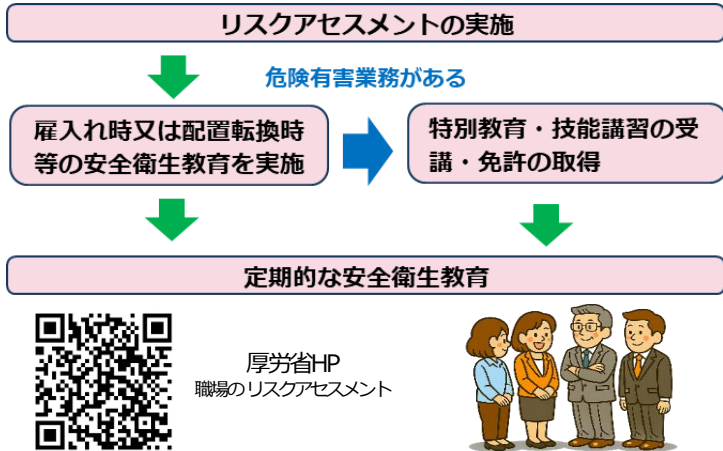 リスクアセスメントの実施
危険有害業務がある
雇入れ時又は配置転換時
等の安全衛生教育を実施
特別教育・技能講習の受
講・免許の取得
定期的な安全衛生教育
厚労省HP
職場のリスクアセスメント